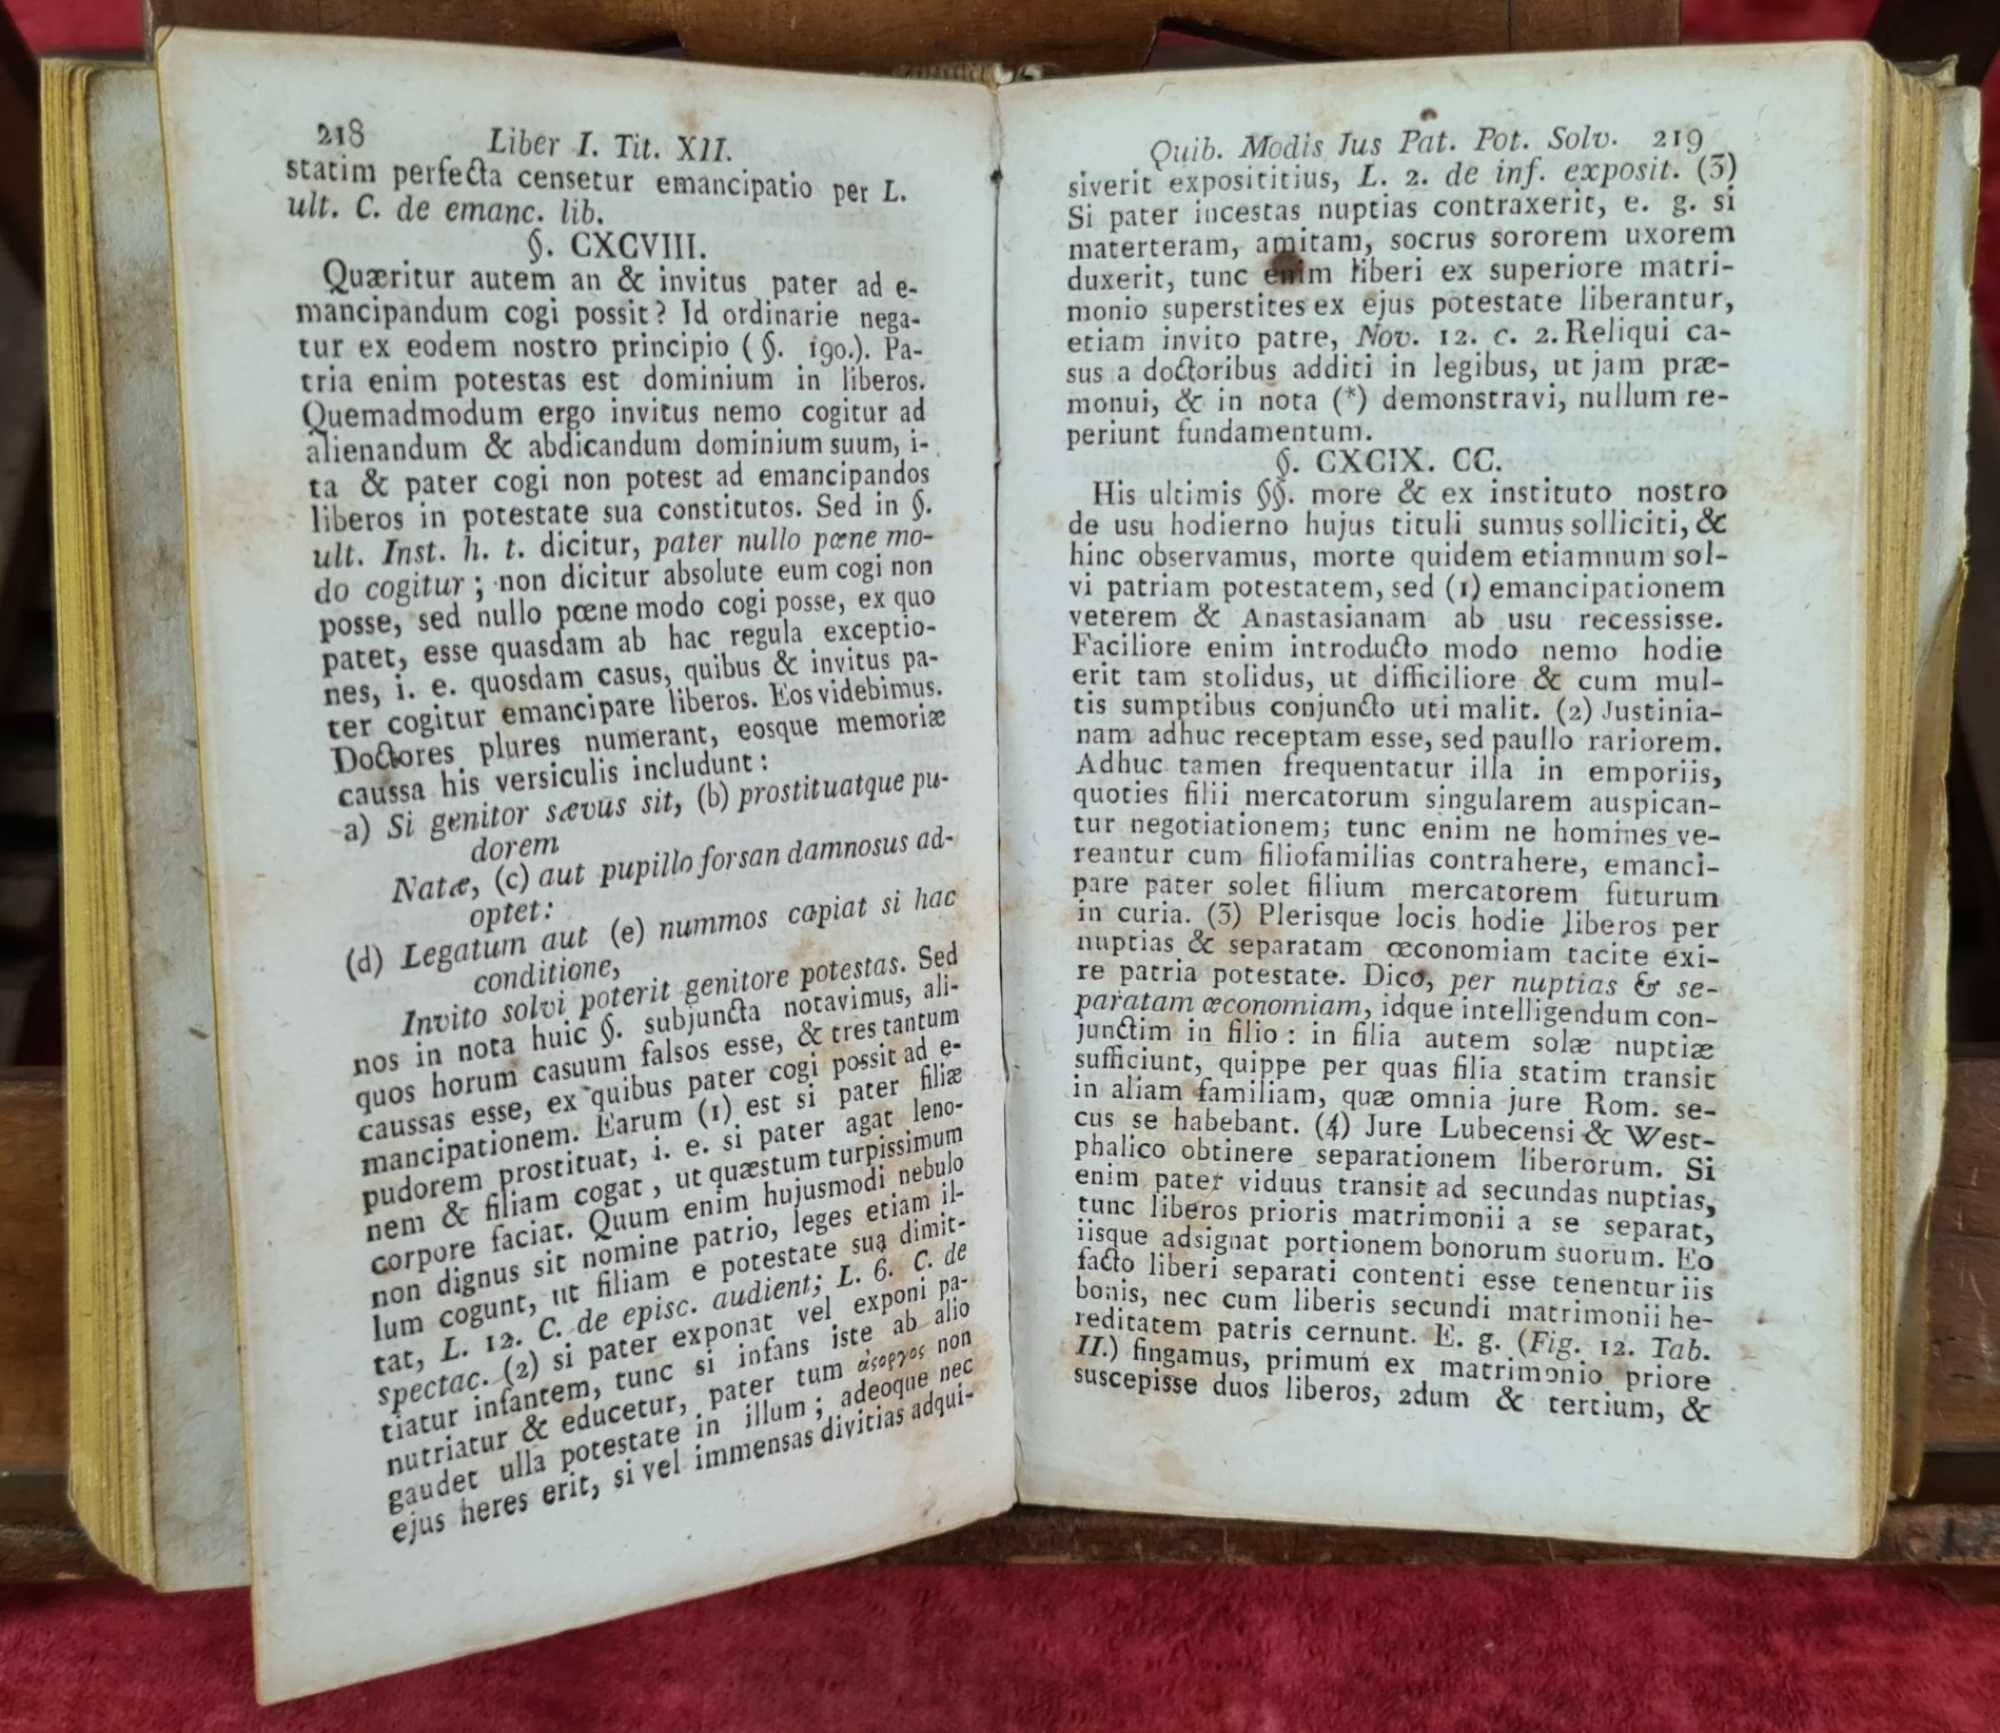 218 Liber I. Tit. XII.
statim perfecta censetur emancipatio per L.
ult. C. de emanc. lib.
§. CXCVIII.
Quæritur autem an & invitus pater ad e-
mancipandum cogi possit? Id ordinarie nega-
tur ex eodem nostro principio (§. 190.). Pa-
tria enim potestas est dominium in liberos.
Quemadmodum ergo invitus nemo cogitur ad
alienandum & abdicandum dominium suum, i-
ta & pater cogi non potest ad emancipandos
liberos in potestate sua constitutos. Sed in §.
ult. Inst. h. t. dicitur, pater nullo pœne mo-
do cogitur; non dicitur absolute eum cogi non
posse, sed nullo pœne modo cogi posse, ex quo
patet, esse quasdam ab hac regula exceptio-
nes, i. e. quosdam casus, quibus & invitus pa-
ter cogitur emancipare liberos. Eos videbimus.
Doctores plures numerant, eosque memoriæ
caussa his versiculis includunt:
a) Si genitor sævus sit, (b) prostituatque pu-
dorem
Natæ, (c) aut pupillo forsan damnosus ad-
optet:
(d) Legatum aut (e) nummos capiat si hac
conditione,
Invito solvi poterit genitore potestas. Sed
nos in nota huic §. subjuncta notavimus, ali-
quos horum casuum falsos esse, & tres tantum
caussas esse, ex quibus pater cogi possit ad e-
mancipationem. Earum (1) est si pater filiæ
pudorem prostituat, i. e. si pater agat leno-
nem & filiam cogat, ut quæstum turpissimum
corpore faciat. Quum enim hujusmodi nebulo
non dignus sit nomine patrio, leges etiam il-
lum cogunt, ut filiam e potestate sua dimit-
tat, L. 12. C. de episc. audient; L. 6. C. de
spectac. (2) si pater exponat vel exponi pa-
tiatur infantem, tunc si infans iste ab alio
nutriatur & educetur, pater tum ἄϛοργος non
gaudet ulla potestate in illum; adeoque nec
ejus heres erit, si vel immensas divitias adqui-
Quib. Modis Jus Pat. Pot. Solv. 219
siverit exposititius, L. 2. de inf. exposit. (3)
Si pater incestas nuptias contraxerit, e. g. si
materteram, amitam, socrus sororem uxorem
duxerit, tunc enim liberi ex superiore matri-
monio superstites ex ejus potestate liberantur,
etiam invito patre, Nov. 12. c. 2. Reliqui ca-
sus a doctoribus additi in legibus, ut jam præ-
monui, & in nota (*) demonstravi, nullum re-
periunt fundamentum.
§. CXCIX. CC.
His ultimis §§. more & ex instituto nostro
de usu hodierno hujus tituli sumus solliciti, &
hinc observamus, morte quidem etiamnum sol-
vi patriam potestatem, sed (1) emancipationem
veterem & Anastasianam ab usu recessisse.
Faciliore enim introducto modo nemo hodie
erit tam stolidus, ut difficiliore & cum mul-
tis sumptibus conjuncto uti malit. (2) Justinia-
nam adhuc receptam esse, sed paullo rariorem.
Adhuc tamen frequentatur illa in emporiis,
quoties filii mercatorum singularem auspican-
tur negotiationem; tunc enim ne homines ve-
reantur cum filiofamilias contrahere, emanci-
pare pater solet filium mercatorem futurum
in curia. (3) Plerisque locis hodie liberos per
nuptias & separatam œconomiam tacite exi-
re patria potestate. Dico, per nuptias & se-
paratam œconomiam, idque intelligendum con-
junctim in filio: in filia autem solæ nuptiæ
sufficiunt, quippe per quas filia statim transit
in aliam familiam, quæ omnia jure Rom. se-
cus se habebant. (4) Jure Lubecensi & West-
phalico obtinere separationem liberorum. Si
enim pater viduus transit ad secundas nuptias,
tunc liberos prioris matrimonii a se separat,
iisque adsignat portionem bonorum suorum. Eo
facto liberi separati contenti esse tenentur iis
bonis, nec cum liberis secundi matrimonii he-
reditatem patris cernunt. E. g. (Fig. 12. Tab.
II.) fingamus, primum ex matrimonio priore
suscepisse duos liberos, 2dum & tertium, &